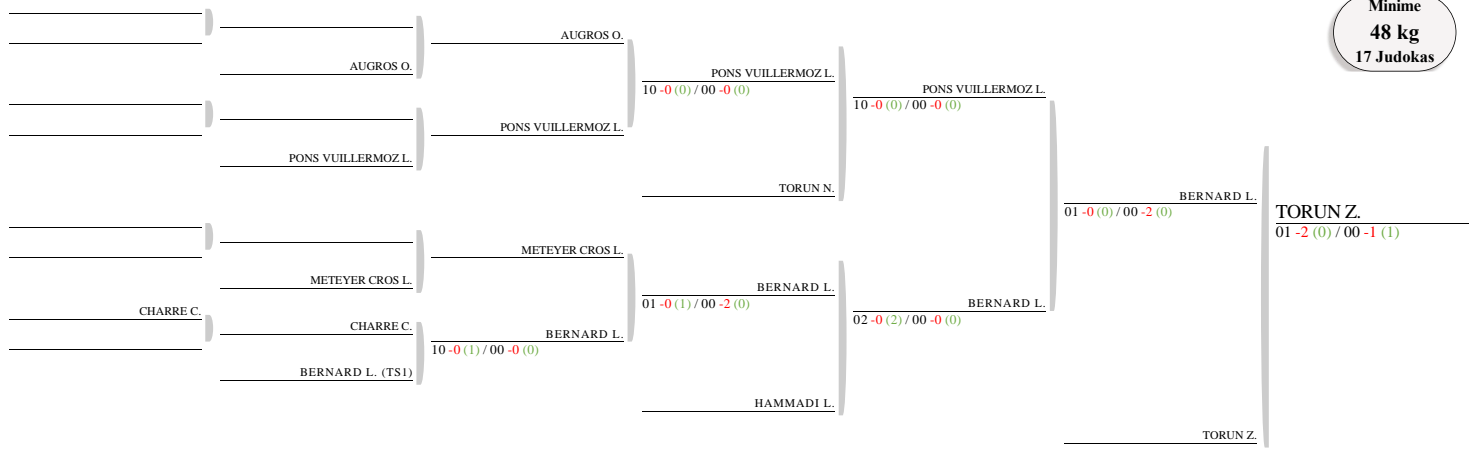 Minime
48 kg
17 Judokas
AUGROS O.
AUGROS O.
PONS VUILLERMOZ L.
10 -0 (0) / 00 -0 (0)
PONS VUILLERMOZ L.
10 -0 (0) / 00 -0 (0)
PONS VUILLERMOZ L.
PONS VUILLERMOZ L.
TORUN N.
BERNARD L.
01 -0 (0) / 00 -2 (0)
TORUN Z.
01 -2 (0) / 00 -1 (1)
METEYER CROS L.
METEYER CROS L.
BERNARD L.
01 -0 (1) / 00 -2 (0)
BERNARD L.
02 -0 (2) / 00 -0 (0)
CHARRE C.
CHARRE C.
BERNARD L.
10 -0 (1) / 00 -0 (0)
BERNARD L. (TS1)
HAMMADI L.
TORUN Z.